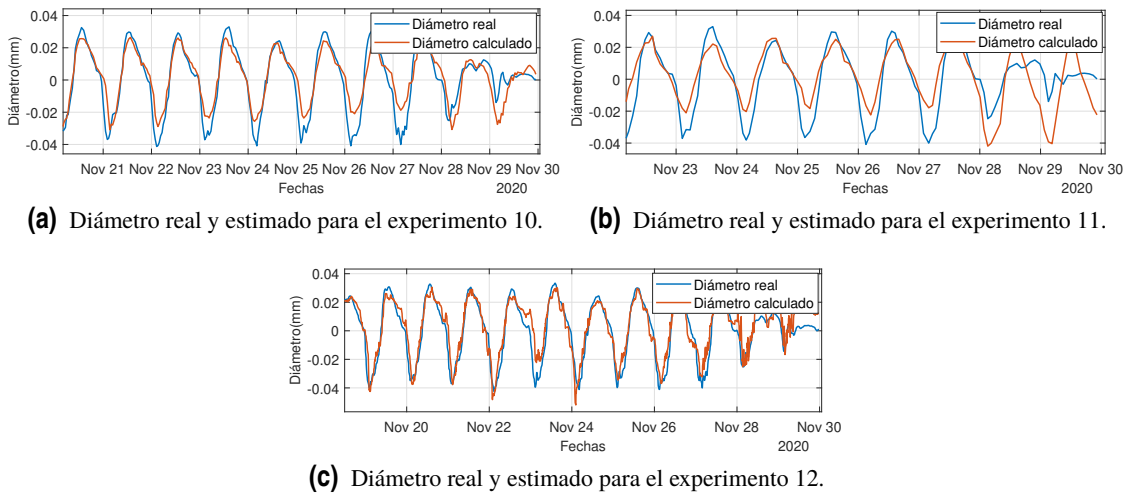 0.04
0.02
0
-0.02
-0.04
Diámetro(mm)
Diámetro real
Diámetro calculado
Nov 21 Nov 22 Nov 23 Nov 24 Nov 25 Nov 26 Nov 27 Nov 28 Nov 29 Nov 30
Fechas 2020
(a) Diámetro real y estimado para el experimento 10.
0.04
0.02
0
-0.02
-0.04
Diámetro(mm)
Diámetro real
Diámetro calculado
Nov 23 Nov 24 Nov 25 Nov 26 Nov 27 Nov 28 Nov 29 Nov 30
Fechas 2020
(b) Diámetro real y estimado para el experimento 11.
0.04
0.02
0
-0.02
-0.04
Diámetro(mm)
Diámetro real
Diámetro calculado
Nov 20 Nov 22 Nov 24 Nov 26 Nov 28 Nov 30
Fechas 2020
(c) Diámetro real y estimado para el experimento 12.